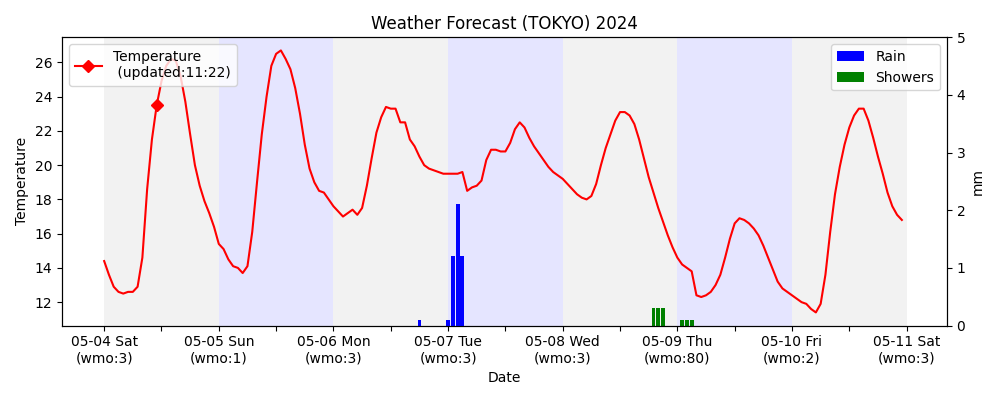 Weather Forecast (TOKYO) 2024
Temperature
(updated:11:22)
Rain
Showers
26
24
22
20
18
16
14
12
Temperature
5
4
3
2
1
0
mm
05-04 Sat
(wmo:3)
05-05 Sun
(wmo:1)
05-06 Mon
(wmo:3)
05-07 Tue
(wmo:3)
05-08 Wed
(wmo:3)
05-09 Thu
(wmo:80)
05-10 Fri
(wmo:2)
05-11 Sat
(wmo:3)
Date